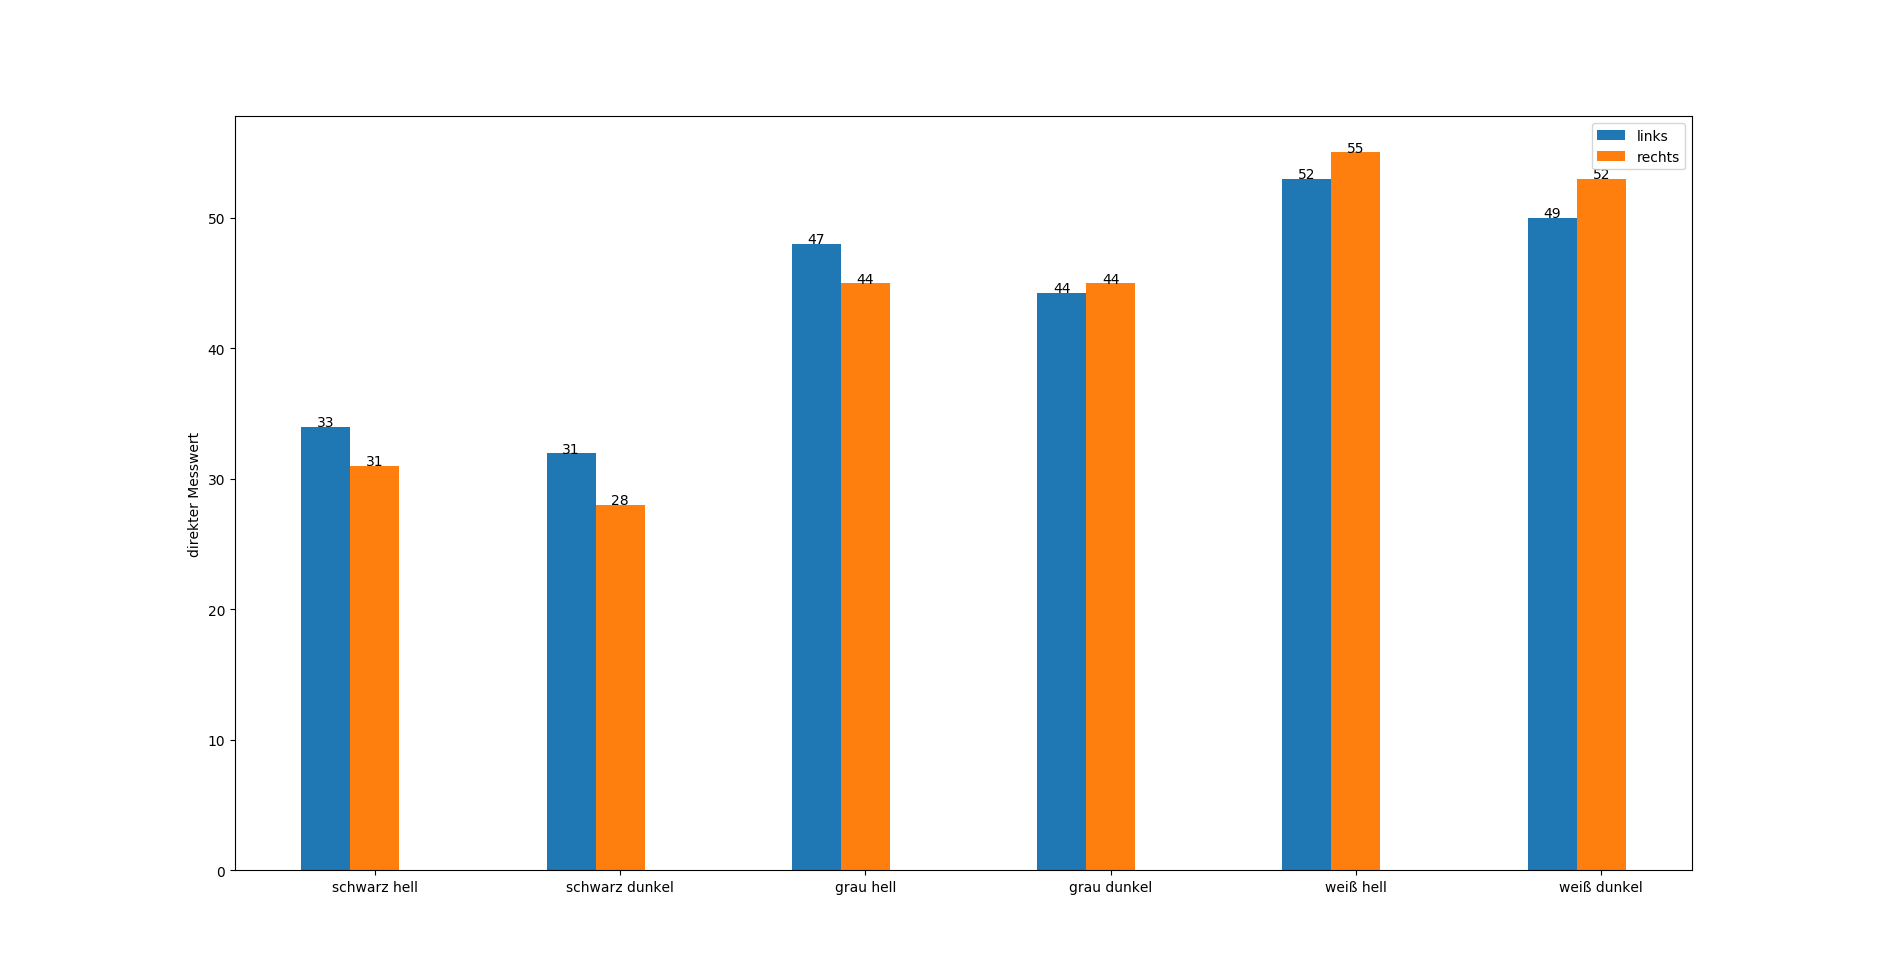 links
rechts
55
52
52
49
50
47
44
44
44
40
33
31
31
28
30
direkter Messwert
20
10
0
schwarz hell
schwarz dunkel
grau hell
grau dunkel
weiß hell
weiß dunkel